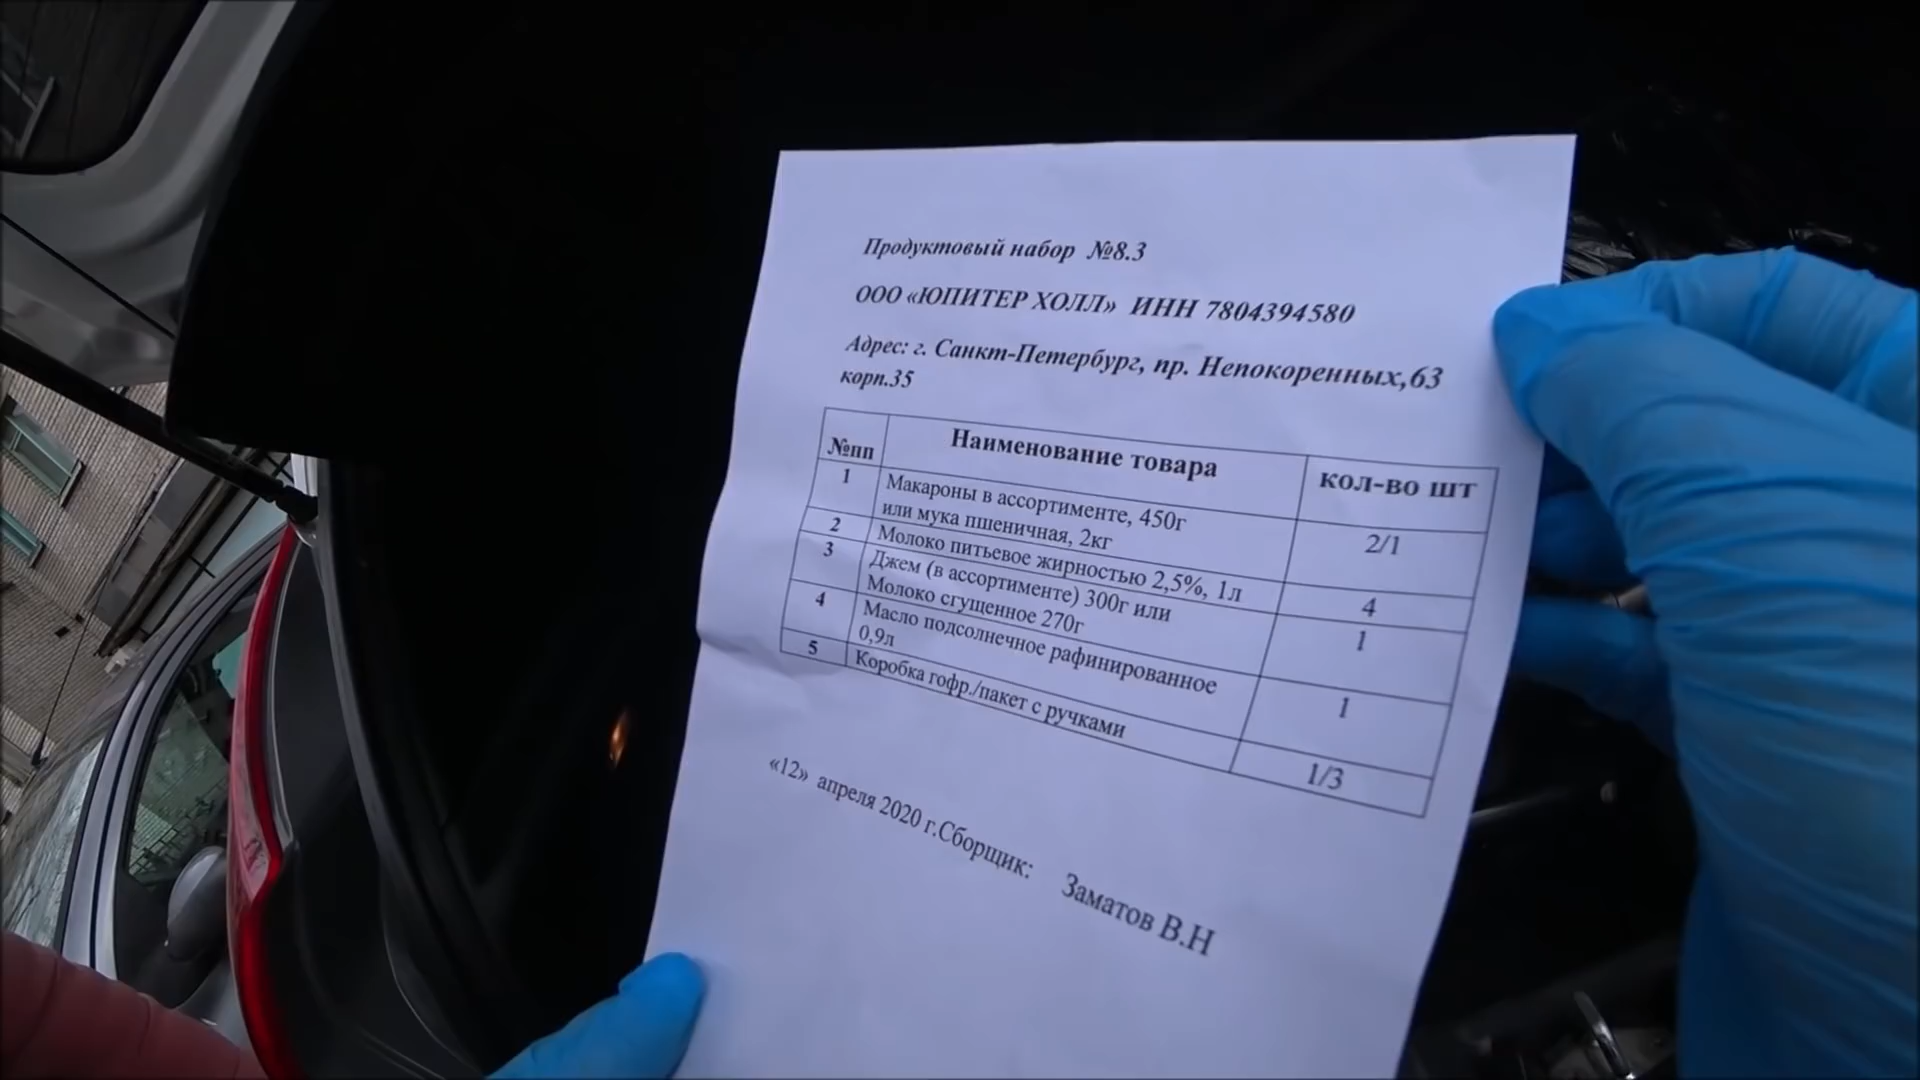 Продуктовый набор №8.3
ООО «ЮПИТЕР ХОЛЛ» ИНН 7804394580
Адрес: г. Санкт-Петербург, пр. Непокоренных,63
корп.35
№пп Наименование товара кол-во шт
1 Макароны в ассортименте, 450г
или мука пшеничная, 2кг 2/1
2 Молоко питьевое жирностью 2,5%, 1л 4
3 Джем (в ассортименте) 300г или
Молоко сгущенное 270г 1
4 Масло подсолнечное рафинированное
0,9л 1
5 Коробка гофр./пакет с ручками 1/3
«12» апреля 2020 г.Сборщик: Заматов В.Н